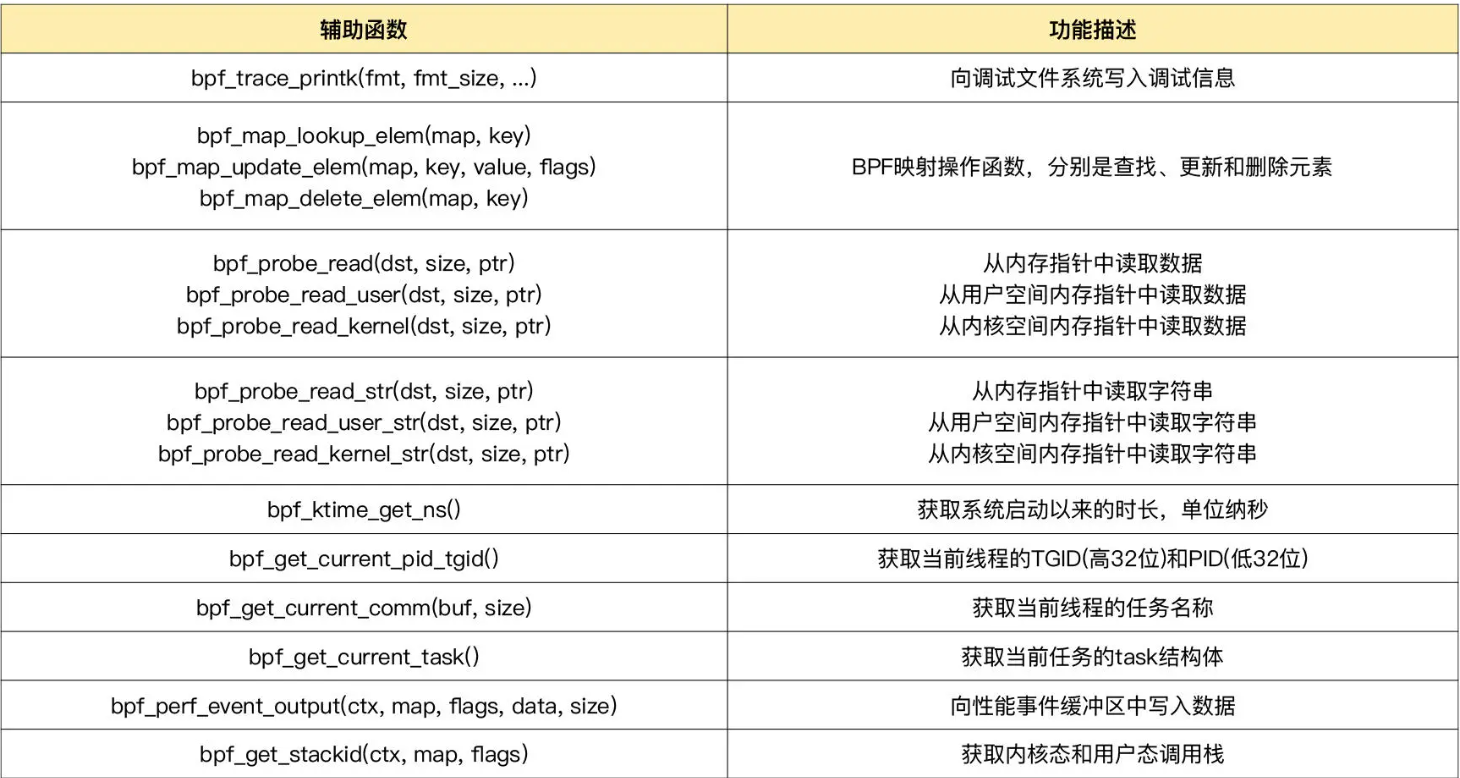 辅助函数
功能描述
bpf_trace_printk(fmt, fmt_size, ...)
向调试文件系统写入调试信息
bpf_map_lookup_elem(map, key)
bpf_map_update_elem(map, key, value, flags)
bpf_map_delete_elem(map, key)
BPF映射操作函数，分别是查找、更新和删除元素
bpf_probe_read(dst, size, ptr)
bpf_probe_read_user(dst, size, ptr)
bpf_probe_read_kernel(dst, size, ptr)
从内存指针中读取数据
从用户空间内存指针中读取数据
从内核空间内存指针中读取数据
bpf_probe_read_str(dst, size, ptr)
bpf_probe_read_user_str(dst, size, ptr)
bpf_probe_read_kernel_str(dst, size, ptr)
从内存指针中读取字符串
从用户空间内存指针中读取字符串
从内核空间内存指针中读取字符串
bpf_ktime_get_ns()
获取系统启动以来的时长，单位纳秒
bpf_get_current_pid_tgid()
获取当前线程的TGID(高32位)和PID(低32位)
bpf_get_current_comm(buf, size)
获取当前线程的任务名称
bpf_get_current_task()
获取当前任务的task结构体
bpf_perf_event_output(ctx, map, flags, data, size)
向性能事件缓冲区中写入数据
bpf_get_stackid(ctx, map, flags)
获取内核态和用户态调用栈